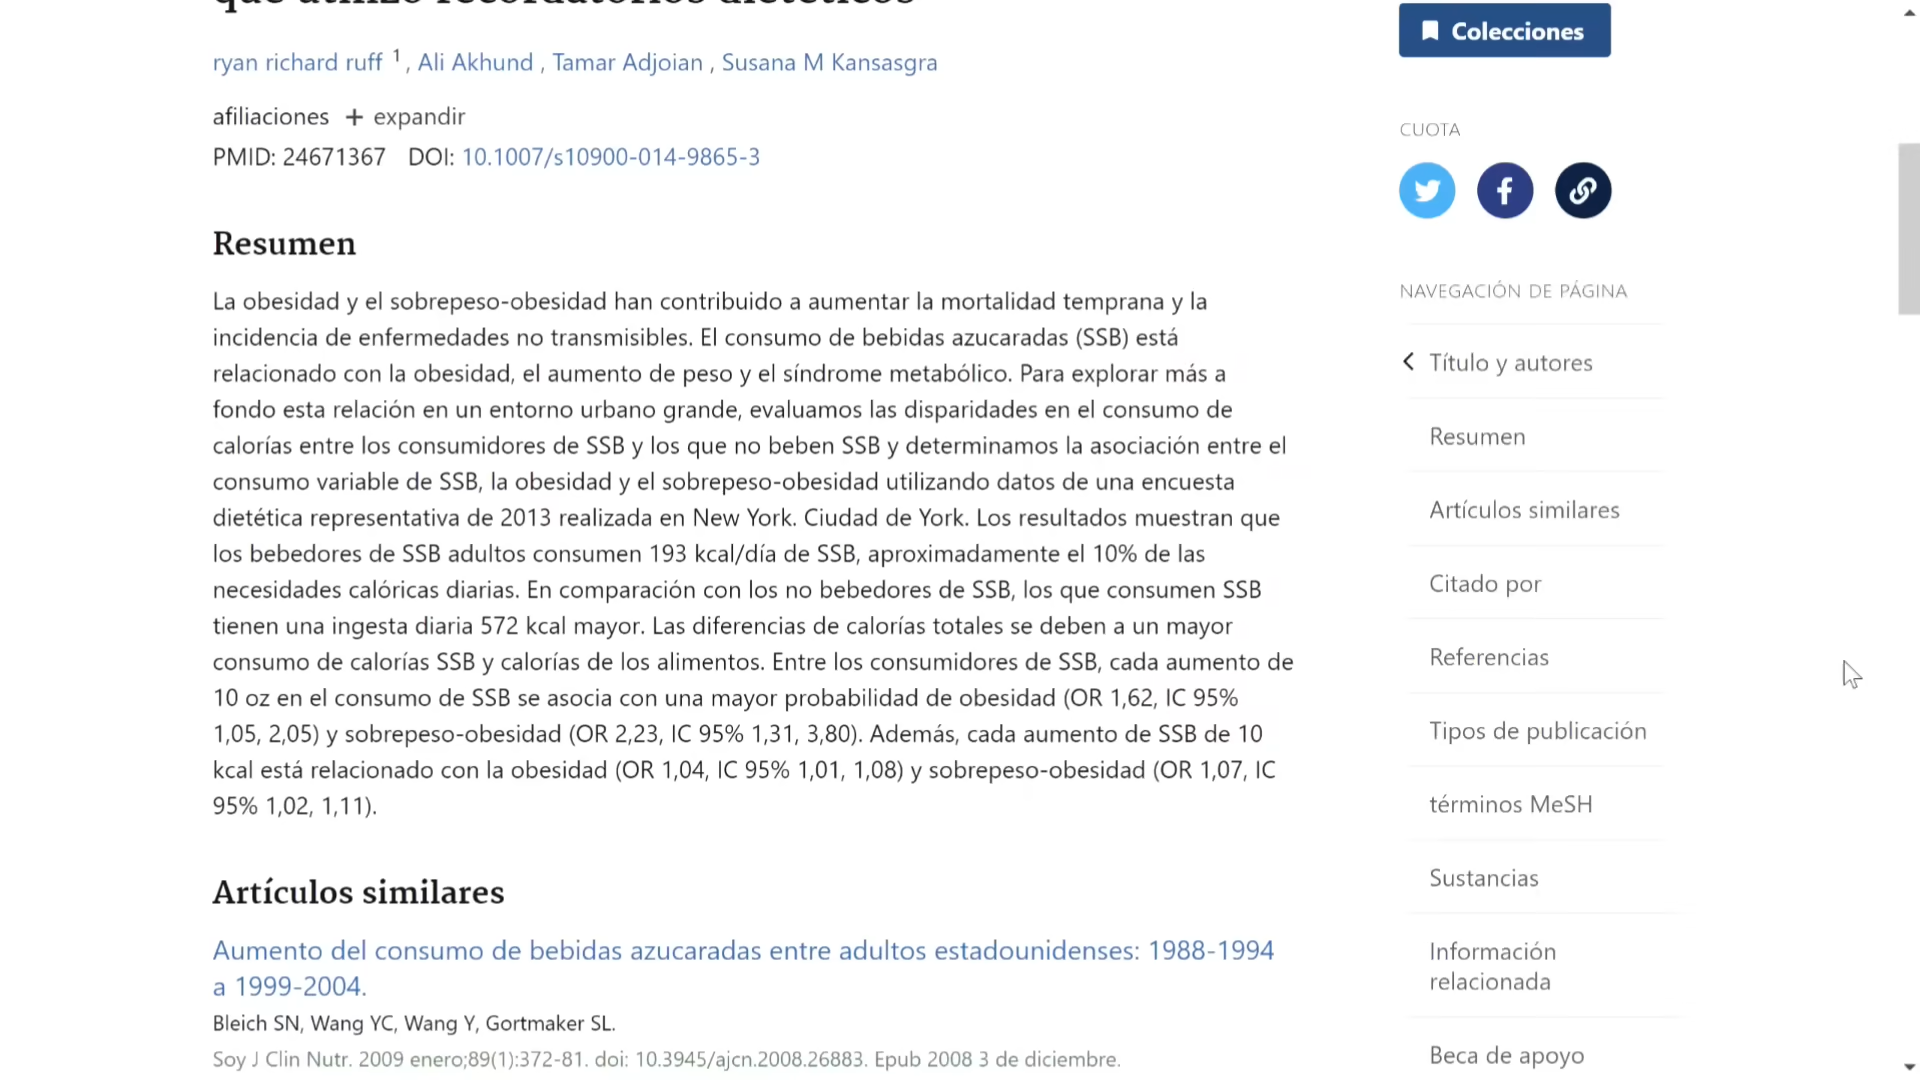 que utilizó recordatorios dietéticos
ryan richard ruff 1 , Ali Akhund , Tamar Adjoian , Susana M Kansasgra
afiliaciones + expandir
PMID: 24671367 DOI: 10.1007/s10900-014-9865-3
Resumen
La obesidad y el sobrepeso-obesidad han contribuido a aumentar la mortalidad temprana y la
incidencia de enfermedades no transmisibles. El consumo de bebidas azucaradas (SSB) está
relacionado con la obesidad, el aumento de peso y el síndrome metabólico. Para explorar más a
fondo esta relación en un entorno urbano grande, evaluamos las disparidades en el consumo de
calorías entre los consumidores de SSB y los que no beben SSB y determinamos la asociación entre el
consumo variable de SSB, la obesidad y el sobrepeso-obesidad utilizando datos de una encuesta
dietética representativa de 2013 realizada en New York. Ciudad de York. Los resultados muestran que
los bebedores de SSB adultos consumen 193 kcal/día de SSB, aproximadamente el 10% de las
necesidades calóricas diarias. En comparación con los no bebedores de SSB, los que consumen SSB
tienen una ingesta diaria 572 kcal mayor. Las diferencias de calorías totales se deben a un mayor
consumo de calorías SSB y calorías de los alimentos. Entre los consumidores de SSB, cada aumento de
10 oz en el consumo de SSB se asocia con una mayor probabilidad de obesidad (OR 1,62, IC 95%
1,05, 2,05) y sobrepeso-obesidad (OR 2,23, IC 95% 1,31, 3,80). Además, cada aumento de SSB de 10
kcal está relacionado con la obesidad (OR 1,04, IC 95% 1,01, 1,08) y sobrepeso-obesidad (OR 1,07, IC
95% 1,02, 1,11).
Artículos similares
Aumento del consumo de bebidas azucaradas entre adultos estadounidenses: 1988-1994
a 1999-2004.
Bleich SN, Wang YC, Wang Y, Gortmaker SL.
Soy J Clin Nutr. 2009 enero;89(1):372-81. doi: 10.3945/ajcn.2008.26883. Epub 2008 3 de diciembre.
Colecciones
CUOTA
NAVEGACIÓN DE PÁGINA
Título y autores
Resumen
Artículos similares
Citado por
Referencias
Tipos de publicación
términos MeSH
Sustancias
Información
relacionada
Beca de apoyo